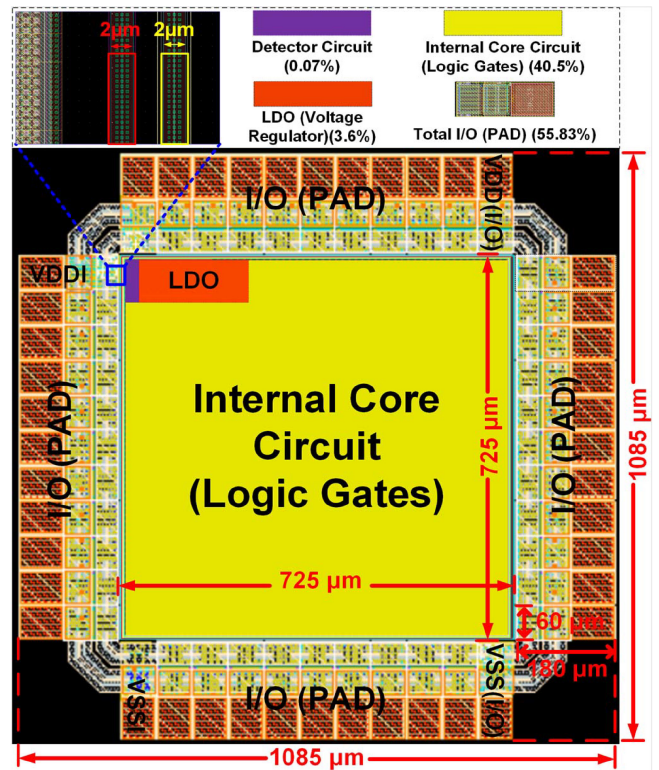 2μm 2μm
Detector Circuit
(0.07%)
Internal Core Circuit
(Logic Gates) (40.5%)
LDO (Voltage
Regulator)(3.6%)
Total I/O (PAD) (55.83%)
I/O (PAD)
VDD(I/O)
VDDI
LDO
I/O (PAD)
Internal Core
Circuit
(Logic Gates)
725 μm
I/O (PAD)
1085 μm
725 μm
60 μm
180 μm
VSSI
I/O (PAD)
VSS(I/O)
1085 μm